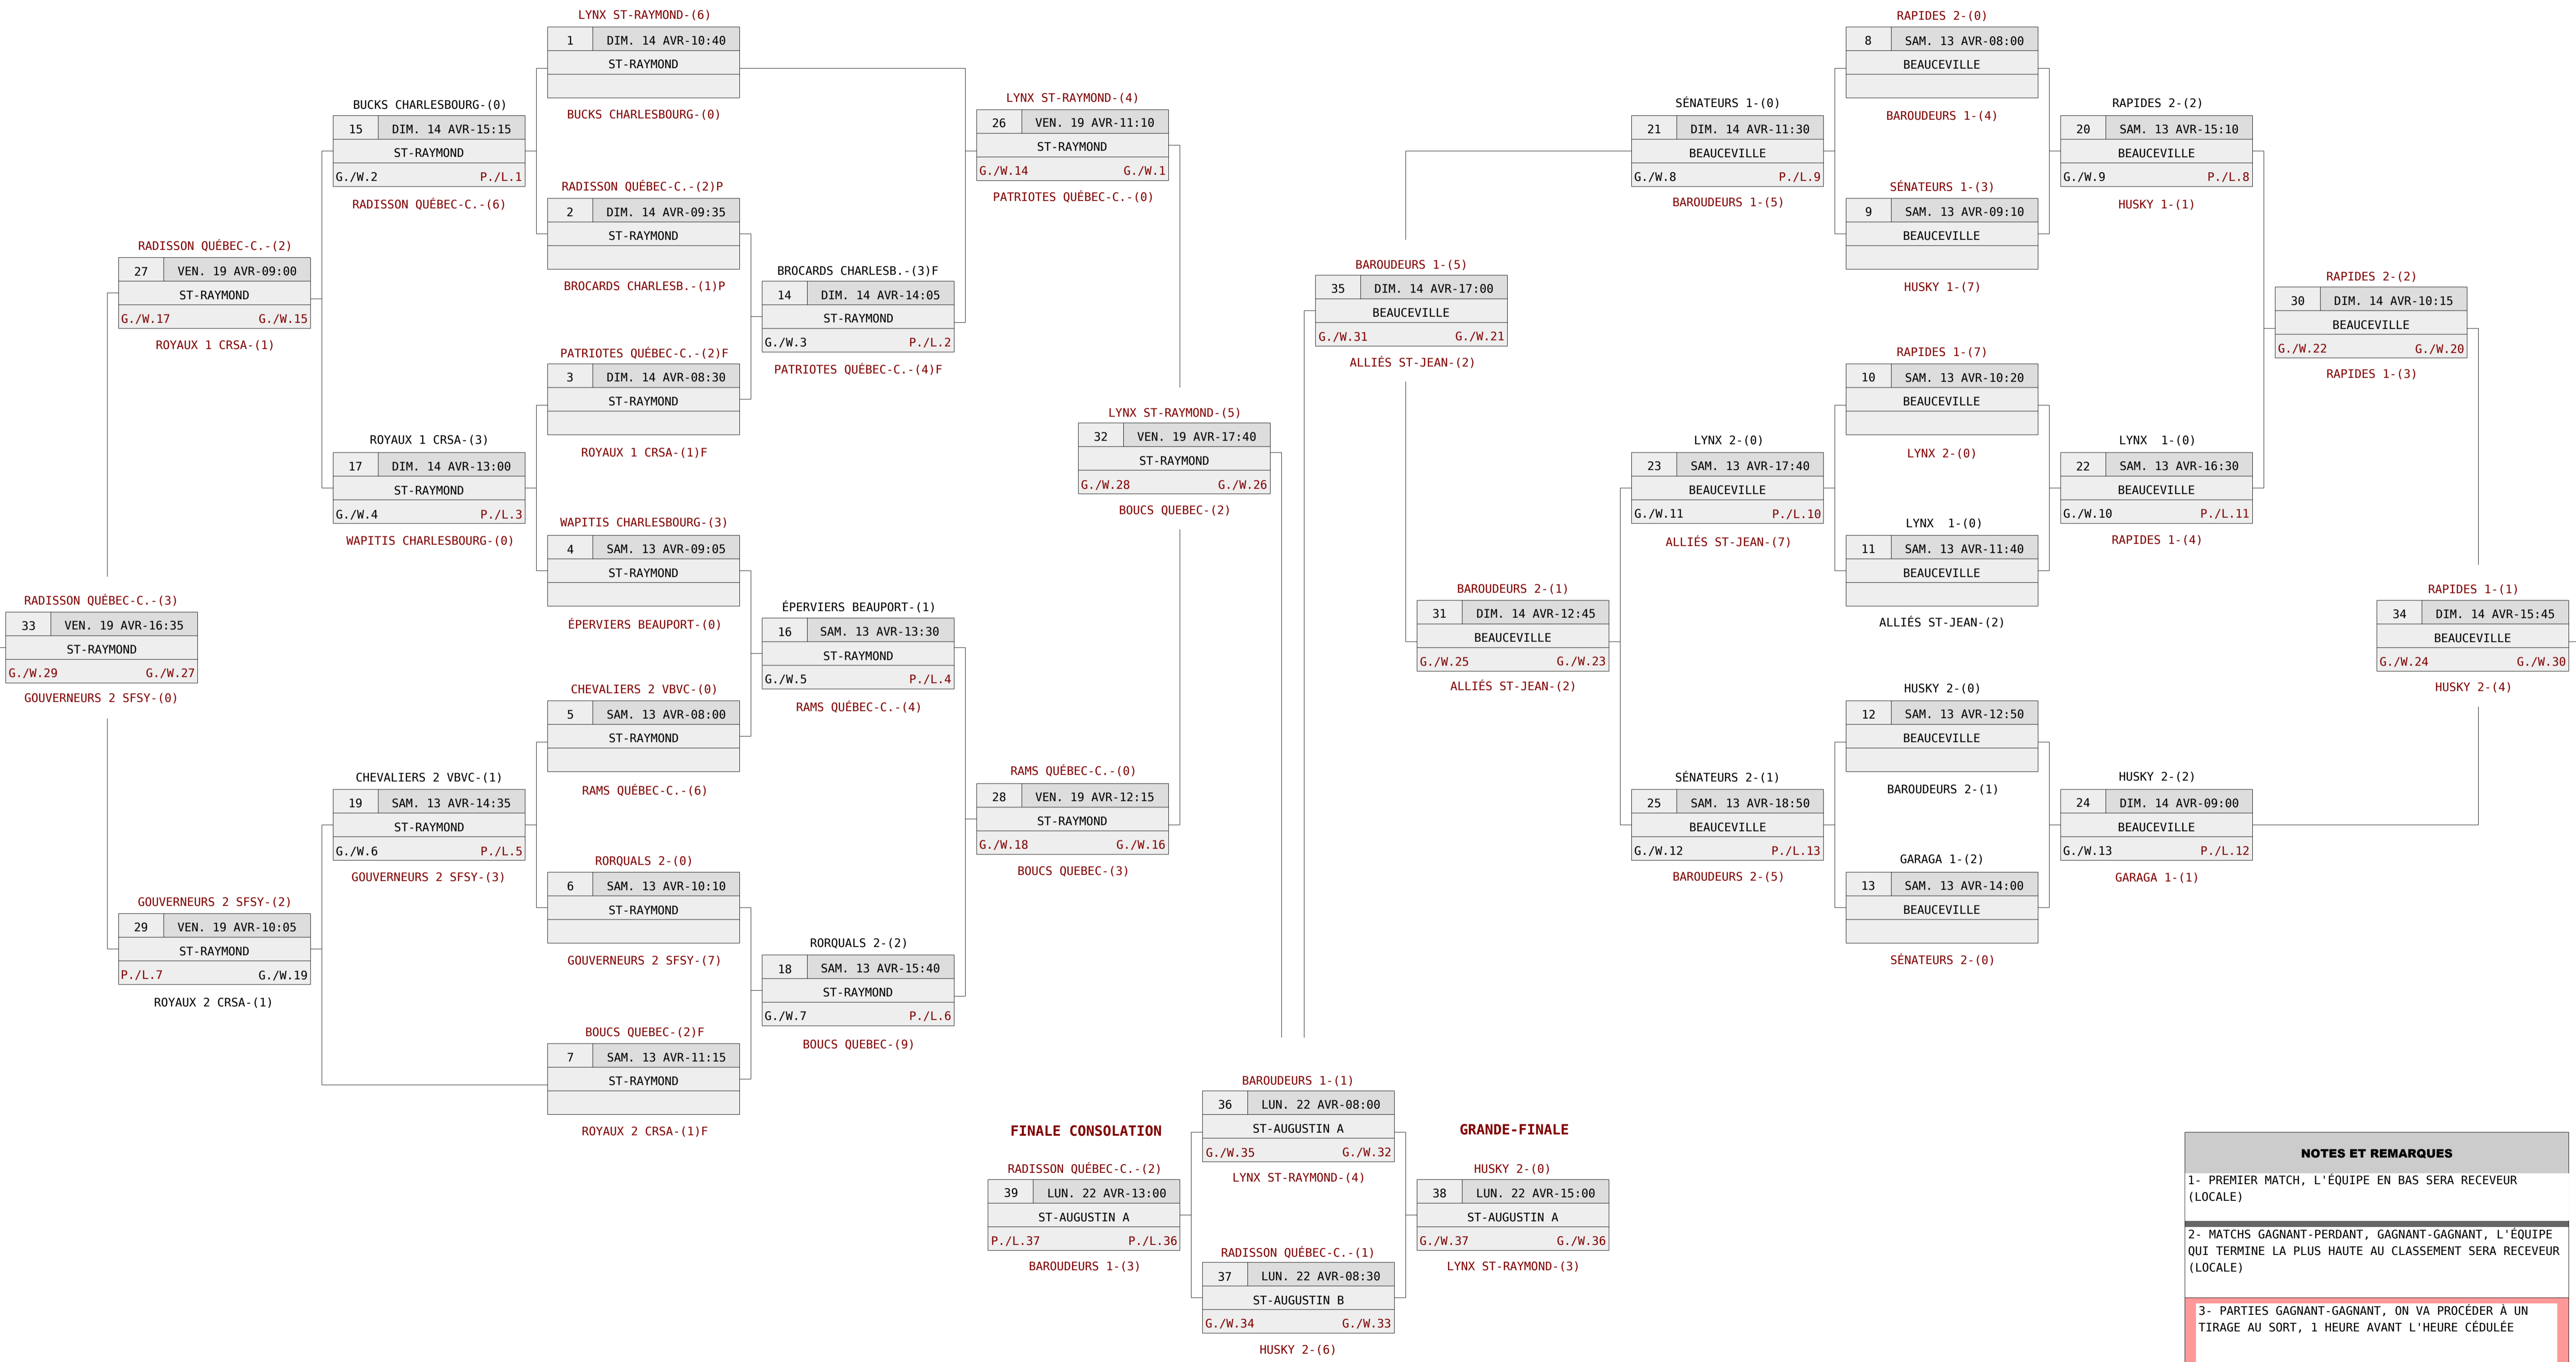 RADISSON QUÉBEC-C.-(3)
33 VEN. 19 AVR-16:35
ST-RAYMOND
G./W.29 G./W.27
GOUVERNEURS 2 SFSY-(0)
RADISSON QUÉBEC-C.-(2)
27 VEN. 19 AVR-09:00
ST-RAYMOND
G./W.17 G./W.15
ROYAUX 1 CRSA-(1)
GOUVERNEURS 2 SFSY-(2)
29 VEN. 19 AVR-10:05
ST-RAYMOND
P./L.7 G./W.19
ROYAUX 2 CRSA-(1)
BUCKS CHARLESBOURG-(0)
15 DIM. 14 AVR-15:15
ST-RAYMOND
G./W.2 P./L.1
RADISSON QUÉBEC-C.-(6)
ROYAUX 1 CRSA-(3)
17 DIM. 14 AVR-13:00
ST-RAYMOND
G./W.4 P./L.3
WAPITIS CHARLESBOURG-(0)
CHEVALIERS 2 VBVC-(1)
19 SAM. 13 AVR-14:35
ST-RAYMOND
G./W.6 P./L.5
GOUVERNEURS 2 SFSY-(3)
LYNX ST-RAYMOND-(6)
1 DIM. 14 AVR-10:40
ST-RAYMOND
BUCKS CHARLESBOURG-(0)
RADISSON QUÉBEC-C.-(2)P
2 DIM. 14 AVR-09:35
ST-RAYMOND
BROCARDS CHARLESB.-(1)P
PATRIOTES QUÉBEC-C.-(2)F
3 DIM. 14 AVR-08:30
ST-RAYMOND
ROYAUX 1 CRSA-(1)F
WAPITIS CHARLESBOURG-(3)
4 SAM. 13 AVR-09:05
ST-RAYMOND
ÉPERVIERS BEAUPORT-(0)
CHEVALIERS 2 VBVC-(0)
5 SAM. 13 AVR-08:00
ST-RAYMOND
RAMS QUÉBEC-C.-(6)
RORQUALS 2-(0)
6 SAM. 13 AVR-10:10
ST-RAYMOND
GOUVERNEURS 2 SFSY-(7)
BOUCS QUEBEC-(2)F
7 SAM. 13 AVR-11:15
ST-RAYMOND
ROYAUX 2 CRSA-(1)F
BROCARDS CHARLESB.-(3)F
14 DIM. 14 AVR-14:05
ST-RAYMOND
G./W.3 P./L.2
PATRIOTES QUÉBEC-C.-(4)F
ÉPERVIERS BEAUPORT-(1)
16 SAM. 13 AVR-13:30
ST-RAYMOND
G./W.5 P./L.4
RAMS QUÉBEC-C.-(4)
RORQUALS 2-(2)
18 SAM. 13 AVR-15:40
ST-RAYMOND
G./W.7 P./L.6
BOUCS QUEBEC-(9)
LYNX ST-RAYMOND-(4)
26 VEN. 19 AVR-11:10
ST-RAYMOND
G./W.14 G./W.1
PATRIOTES QUÉBEC-C.-(0)
RAMS QUÉBEC-C.-(0)
28 VEN. 19 AVR-12:15
ST-RAYMOND
G./W.18 G./W.16
BOUCS QUEBEC-(3)
LYNX ST-RAYMOND-(5)
32 VEN. 19 AVR-17:40
ST-RAYMOND
G./W.28 G./W.26
BOUCS QUEBEC-(2)
BAROUDEURS 1-(5)
35 DIM. 14 AVR-17:00
BEAUCEVILLE
G./W.31 G./W.21
ALLIÉS ST-JEAN-(2)
BAROUDEURS 2-(1)
31 DIM. 14 AVR-12:45
BEAUCEVILLE
G./W.25 G./W.23
ALLIÉS ST-JEAN-(2)
SÉNATEURS 1-(0)
21 DIM. 14 AVR-11:30
BEAUCEVILLE
G./W.8 P./L.9
BAROUDEURS 1-(5)
LYNX 2-(0)
23 SAM. 13 AVR-17:40
BEAUCEVILLE
G./W.11 P./L.10
ALLIÉS ST-JEAN-(7)
SÉNATEURS 2-(1)
25 SAM. 13 AVR-18:50
BEAUCEVILLE
G./W.12 P./L.13
BAROUDEURS 2-(5)
RAPIDES 2-(0)
8 SAM. 13 AVR-08:00
BEAUCEVILLE
BAROUDEURS 1-(4)
SÉNATEURS 1-(3)
9 SAM. 13 AVR-09:10
BEAUCEVILLE
HUSKY 1-(7)
RAPIDES 1-(7)
10 SAM. 13 AVR-10:20
BEAUCEVILLE
LYNX 2-(0)
LYNX  1-(0)
11 SAM. 13 AVR-11:40
BEAUCEVILLE
ALLIÉS ST-JEAN-(2)
HUSKY 2-(0)
12 SAM. 13 AVR-12:50
BEAUCEVILLE
BAROUDEURS 2-(1)
GARAGA 1-(2)
13 SAM. 13 AVR-14:00
BEAUCEVILLE
SÉNATEURS 2-(0)
RAPIDES 2-(2)
20 SAM. 13 AVR-15:10
BEAUCEVILLE
G./W.9 P./L.8
HUSKY 1-(1)
LYNX  1-(0)
22 SAM. 13 AVR-16:30
BEAUCEVILLE
G./W.10 P./L.11
RAPIDES 1-(4)
HUSKY 2-(2)
24 DIM. 14 AVR-09:00
BEAUCEVILLE
G./W.13 P./L.12
GARAGA 1-(1)
RAPIDES 2-(2)
30 DIM. 14 AVR-10:15
BEAUCEVILLE
G./W.22 G./W.20
RAPIDES 1-(3)
RAPIDES 1-(1)
34 DIM. 14 AVR-15:45
BEAUCEVILLE
G./W.24 G./W.30
HUSKY 2-(4)
FINALE CONSOLATION
RADISSON QUÉBEC-C.-(2)
39 LUN. 22 AVR-13:00
ST-AUGUSTIN A
P./L.37 P./L.36
BAROUDEURS 1-(3)
BAROUDEURS 1-(1)
36 LUN. 22 AVR-08:00
ST-AUGUSTIN A
G./W.35 G./W.32
LYNX ST-RAYMOND-(4)
RADISSON QUÉBEC-C.-(1)
37 LUN. 22 AVR-08:30
ST-AUGUSTIN B
G./W.34 G./W.33
HUSKY 2-(6)
GRANDE-FINALE
HUSKY 2-(0)
38 LUN. 22 AVR-15:00
ST-AUGUSTIN A
G./W.37 G./W.36
LYNX ST-RAYMOND-(3)
NOTES ET REMARQUES
1- PREMIER MATCH, L'ÉQUIPE EN BAS SERA RECEVEUR
(LOCALE)
2- MATCHS GAGNANT-PERDANT, GAGNANT-GAGNANT, L'ÉQUIPE
QUI TERMINE LA PLUS HAUTE AU CLASSEMENT SERA RECEVEUR
(LOCALE)
3- PARTIES GAGNANT-GAGNANT, ON VA PROCÉDER À UN
TIRAGE AU SORT, 1 HEURE AVANT L'HEURE CÉDULÉE